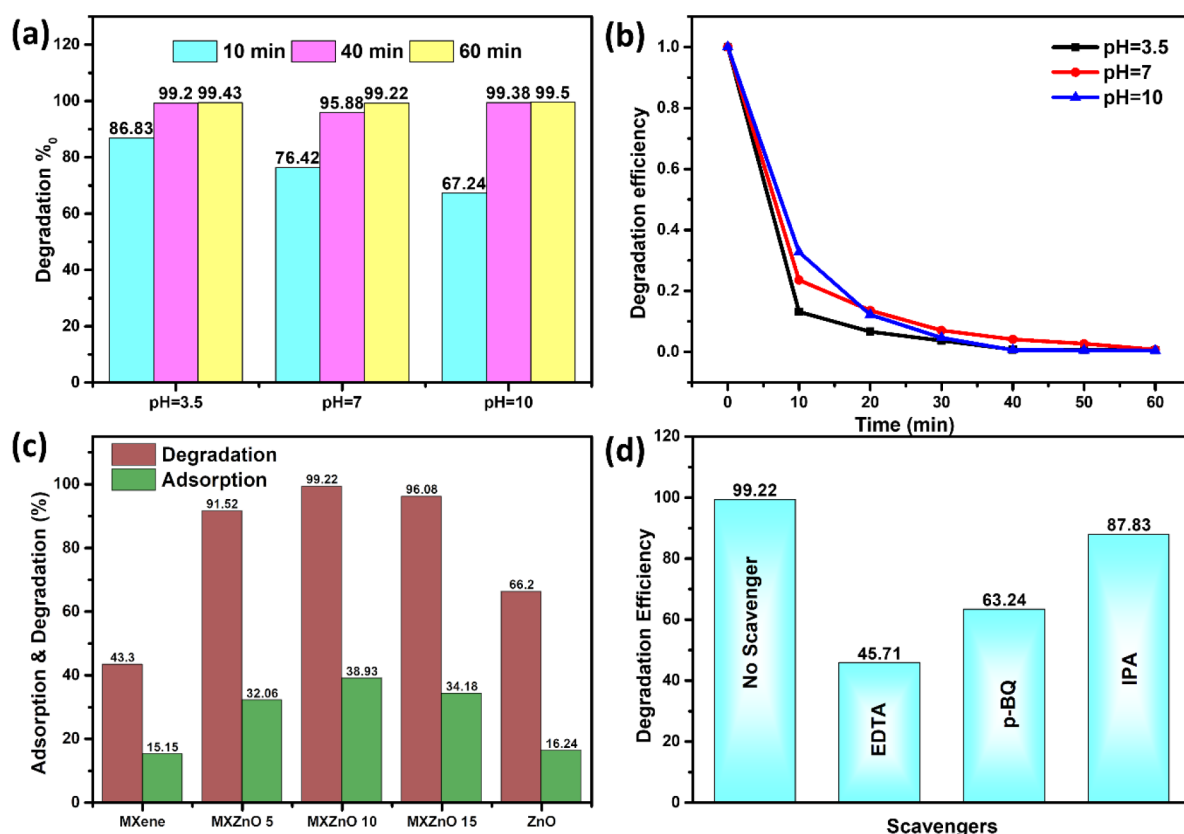 (a)
10 min 40 min 60 min
Degradation %
120
100
80
60
40
20
0
86.83 99.2 99.43
76.42 95.88 99.22
67.24 99.38 99.5
pH=3.5 pH=7 pH=10
(b)
pH=3.5
pH=7
pH=10
Degradation efficiency
1.0
0.8
0.6
0.4
0.2
0.0
0 10 20 30 40 50 60
Time (min)
(c)
Degradation
Adsorption
Adsorption & Degradation (%)
100
80
60
40
20
0
43.3 15.15
91.52 32.06
99.22 38.93
96.08 34.18
66.2 16.24
MXene MXZnO 5 MXZnO 10 MXZnO 15 ZnO
(d)
Degradation Efficiency
120
100
80
60
40
20
0
99.22
45.71
63.24
87.83
No Scavenger
EDTA
p-BQ
IPA
Scavengers